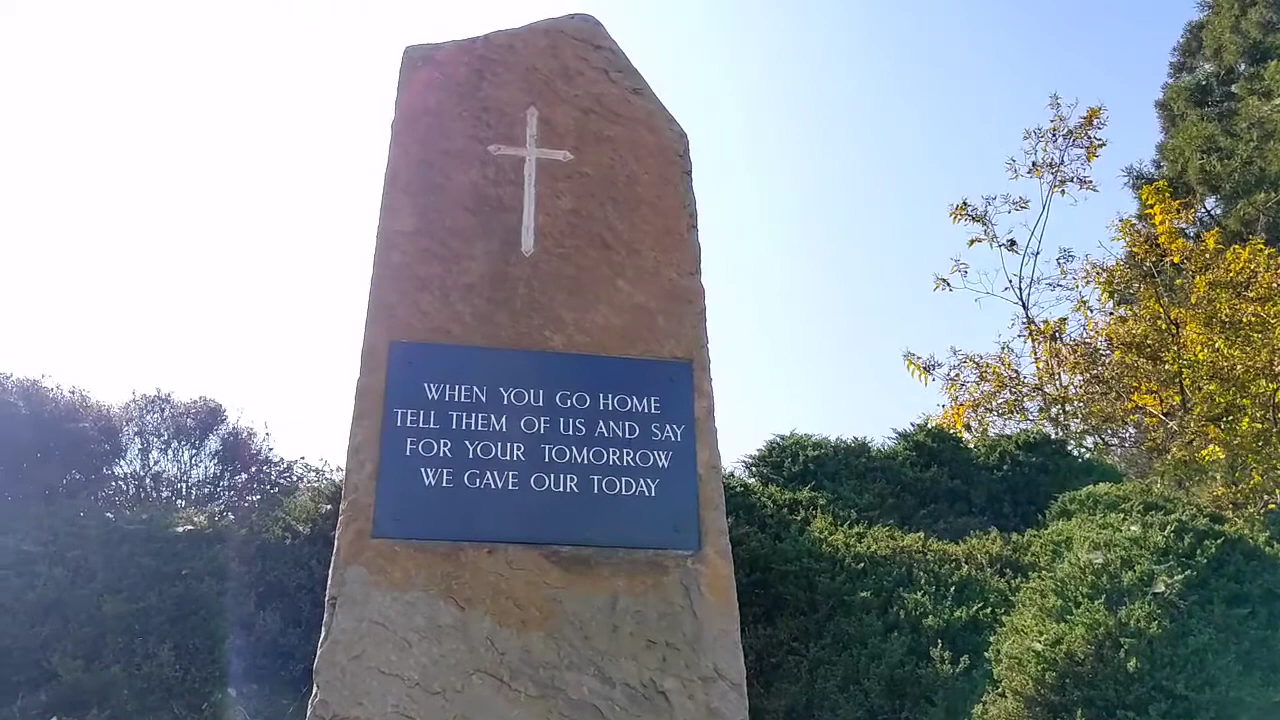 WHEN YOU GO HOME
TELL THEM OF US AND SAY
FOR YOUR TOMORROW
WE GAVE OUR TODAY